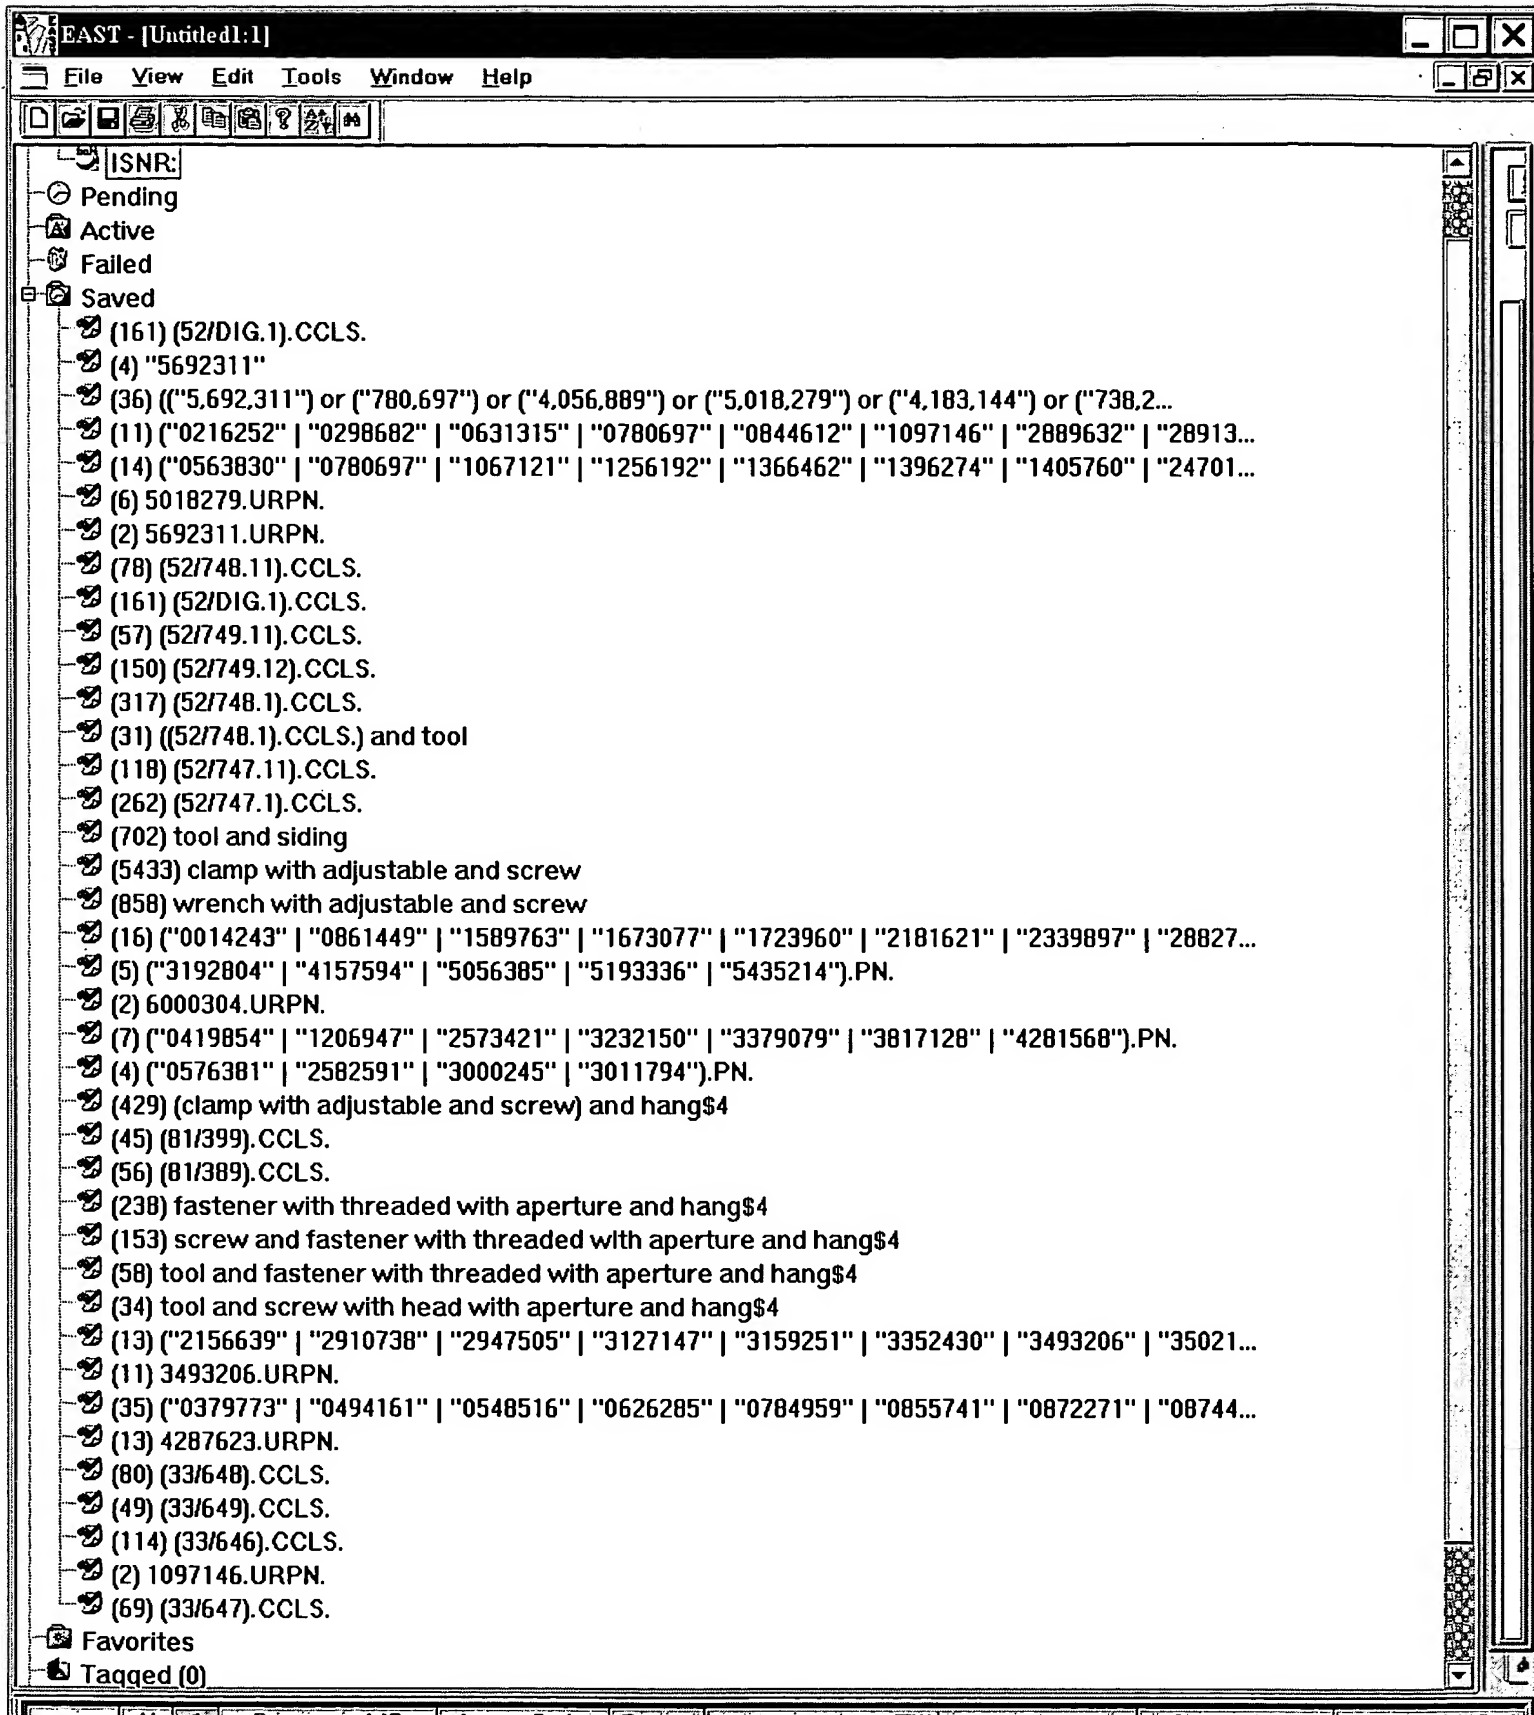 EAST - [Untitled1:1]
File View Edit Tools Window Help
ISNR:
Pending
Active
Failed
Saved
(161) (52/DIG.1).CCLS.
(4) "5692311"
(36) (("5,692,311") or ("780,697") or ("4,056,889") or ("5,018,279") or ("4,183,144") or ("738,2...
(11) ("0216252" | "0298682" | "0631315" | "0780697" | "0844612" | "1097146" | "2889632" | "28913...
(14) ("0563830" | "0780697" | "1067121" | "1256192" | "1366462" | "1396274" | "1405760" | "24701...
(6) 5018279.URPN.
(2) 5692311.URPN.
(78) (52/748.11).CCLS.
(161) (52/DIG.1).CCLS.
(57) (52/749.11).CCLS.
(150) (52/749.12).CCLS.
(317) (52/748.1).CCLS.
(31) ((52/748.1).CCLS.) and tool
(118) (52/747.11).CCLS.
(262) (52/747.1).CCLS.
(702) tool and siding
(5433) clamp with adjustable and screw
(858) wrench with adjustable and screw
(16) ("0014243" | "0861449" | "1589763" | "1673077" | "1723960" | "2181621" | "2339897" | "28827...
(5) ("3192804" | "4157594" | "5056385" | "5193336" | "5435214").PN.
(2) 6000304.URPN.
(7) ("0419854" | "1206947" | "2573421" | "3232150" | "3379079" | "3817128" | "4281568").PN.
(4) ("0576381" | "2582591" | "3000245" | "3011794").PN.
(429) (clamp with adjustable and screw) and hang$4
(45) (81/399).CCLS.
(56) (81/389).CCLS.
(238) fastener with threaded with aperture and hang$4
(153) screw and fastener with threaded with aperture and hang$4
(58) tool and fastener with threaded with aperture and hang$4
(34) tool and screw with head with aperture and hang$4
(13) ("2156639" | "2910738" | "2947505" | "3127147" | "3159251" | "3352430" | "3493206" | "35021...
(11) 3493206.URPN.
(35) ("0379773" | "0494161" | "0548516" | "0626285" | "0784959" | "0855741" | "0872271" | "08744...
(13) 4287623.URPN.
(80) (33/648).CCLS.
(49) (33/649).CCLS.
(114) (33/646).CCLS.
(2) 1097146.URPN.
(69) (33/647).CCLS.
Favorites
Tagged (0)